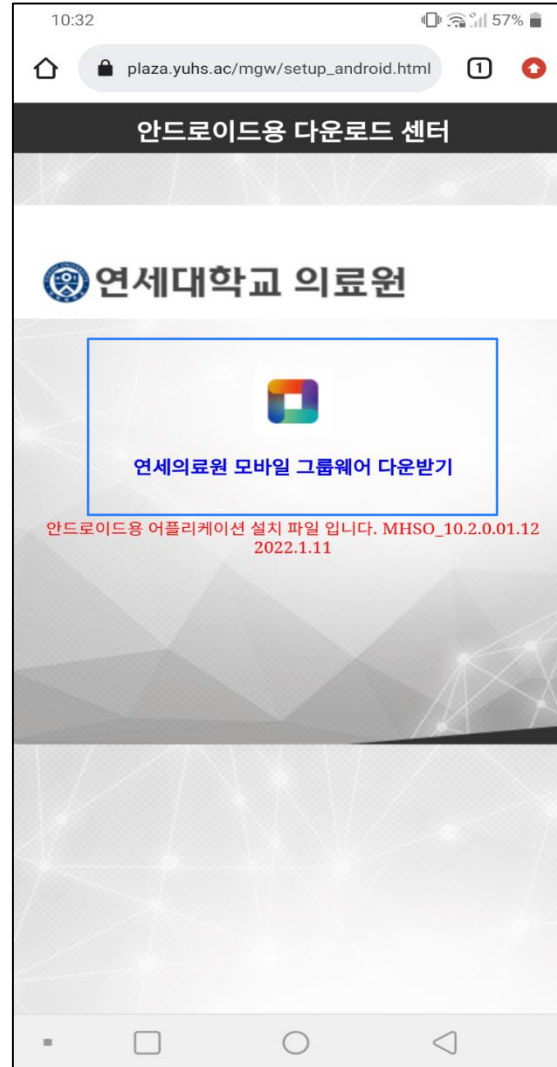 10:32
57%
plaza.yuhs.ac/mgw/setup_android.html
1
안드로이드용 다운로드 센터
연세대학교 의료원
연세의료원 모바일 그룹웨어 다운받기
안드로이드용 어플리케이션 설치 파일 입니다. MHSO_10.2.0.01.12
2022.1.11